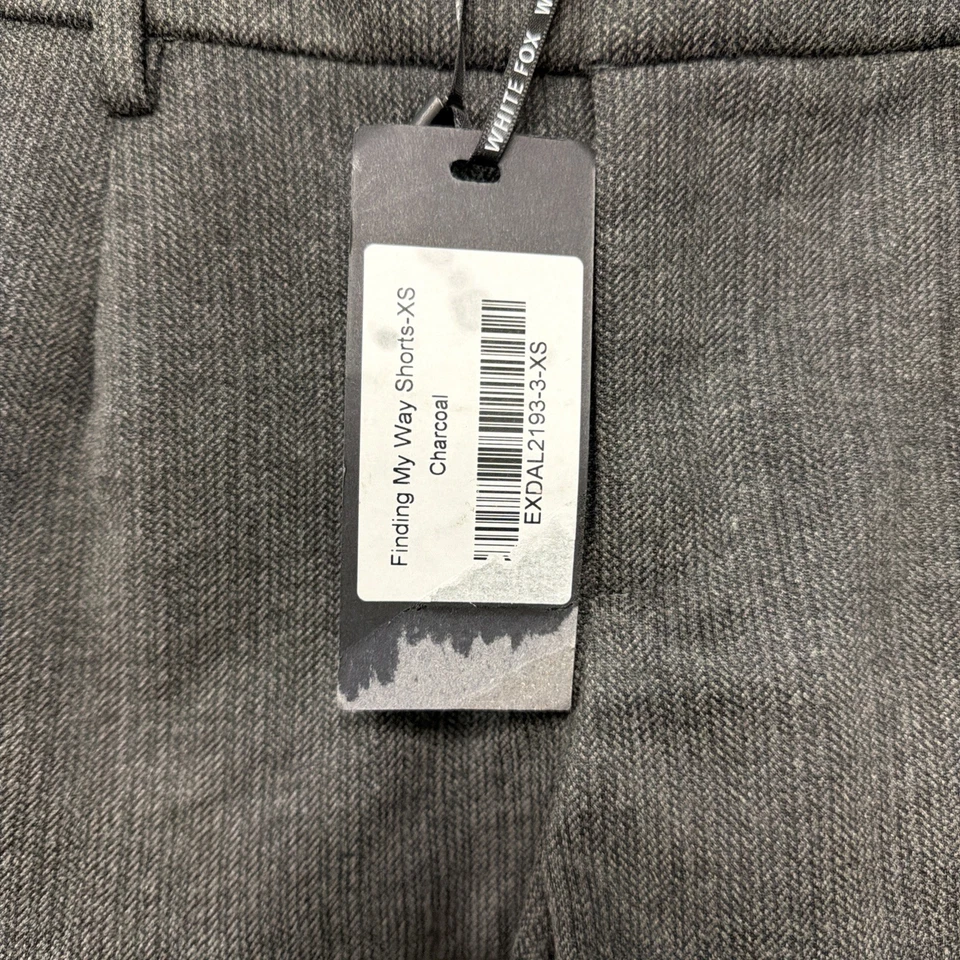 WHITE FOX W
Finding My Way Shorts-XS
Charcoal
EXDAL2193-3-XS